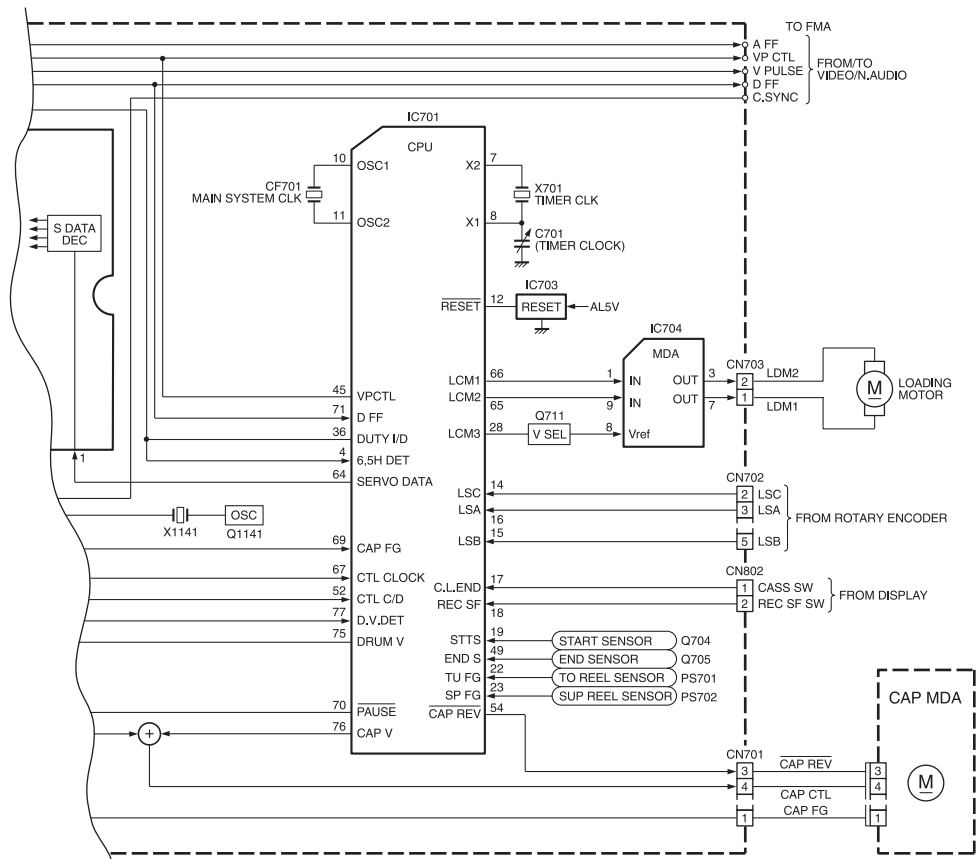 TO FMA
A FF
VP CTL
V PULSE
D FF
C.SYNC
FROM/TO
VIDEO/N.AUDIO
IC701
CPU
10 OSC1
X2 7
CF701
MAIN SYSTEM CLK
X701
TIMER CLK
11 OSC2
X1 8
C701
(TIMER CLOCK)
S DATA
DEC
IC703
RESET 12
RESET
AL5V
IC704
MDA
LCM1 66
1 IN
OUT 3
LCM2 65
9 IN
OUT 7
CN703
2 LDM2
1 LDM1
M
LOADING
MOTOR
45 VPCTL
71 D FF
36 DUTY I/D
4 6,5H DET
64 SERVO DATA
1
LCM3 28
Q711
V SEL
8 Vref
CN702
LSC 14
2 LSC
LSA 16
3 LSA
LSB 15
5 LSB
FROM ROTARY ENCODER
X1141
OSC
Q1141
69 CAP FG
67 CTL CLOCK
52 CTL C/D
77 D.V.DET
75 DRUM V
CN802
C.L.END 17
1 CASS SW
REC SF 18
2 REC SF SW
FROM DISPLAY
STTS 19
START SENSOR Q704
END S 49
END SENSOR Q705
TU FG 22
TO REEL SENSOR PS701
SP FG 23
SUP REEL SENSOR PS702
CAP REV 54
70 PAUSE
76 CAP V
+
CN701
3 CAP REV 3
4 CAP CTL 4
1 CAP FG 1
CAP MDA
M